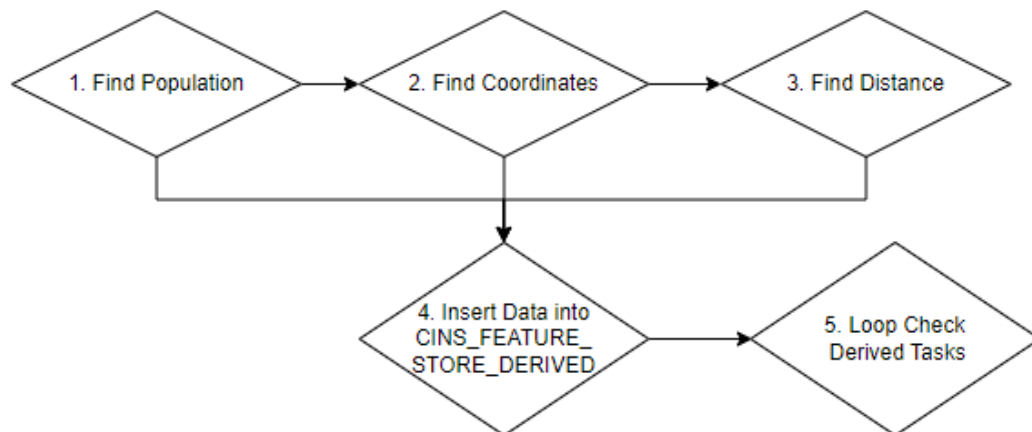 1. Find Population
2. Find Coordinates
3. Find Distance
4. Insert Data into
CINS_FEATURE_
STORE_DERIVED
5. Loop Check
Derived Tasks